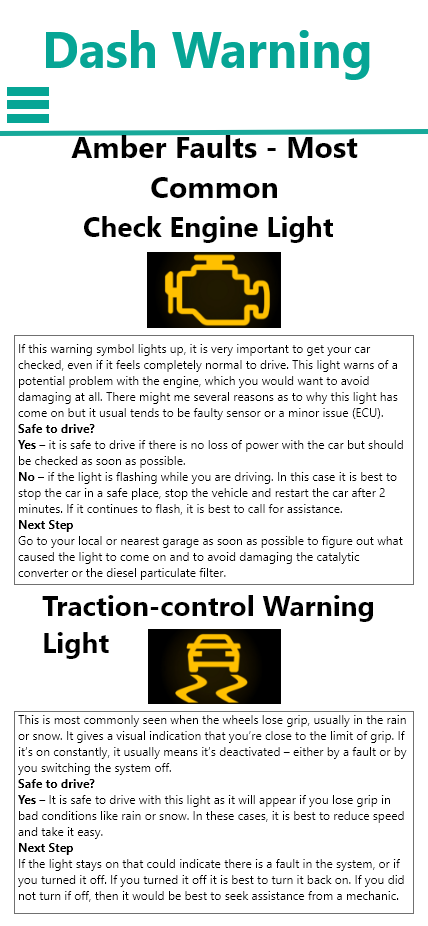 Dash Warning
Amber Faults - Most
Common
Check Engine Light
If this warning symbol lights up, it is very important to get your car
checked, even if it feels completely normal to drive. This light warns of a
potential problem with the engine, which you would want to avoid
damaging at all. There might me several reasons as to why this light has
come on but it usual tends to be faulty sensor or a minor issue (ECU).
Safe to drive?
Yes – it is safe to drive if there is no loss of power with the car but should
be checked as soon as possible.
No – if the light is flashing while you are driving. In this case it is best to
stop the car in a safe place, stop the vehicle and restart the car after 2
minutes. If it continues to flash, it is best to call for assistance.
Next Step
Go to your local or nearest garage as soon as possible to figure out what
caused the light to come on and to avoid damaging the catalytic
converter or the diesel particulate filter.
Traction-control Warning
Light
This is most commonly seen when the wheels lose grip, usually in the rain
or snow. It gives a visual indication that you're close to the limit of grip. If
it's on constantly, it usually means it's deactivated – either by a fault or by
you switching the system off.
Safe to drive?
Yes – It is safe to drive with this light as it will appear if you lose grip in
bad conditions like rain or snow. In these cases, it is best to reduce speed
and take it easy.
Next Step
If the light stays on that could indicate there is a fault in the system, or if
you turned it off. If you turned it off it is best to turn it back on. If you did
not turn if off, then it would be best to seek assistance from a mechanic.